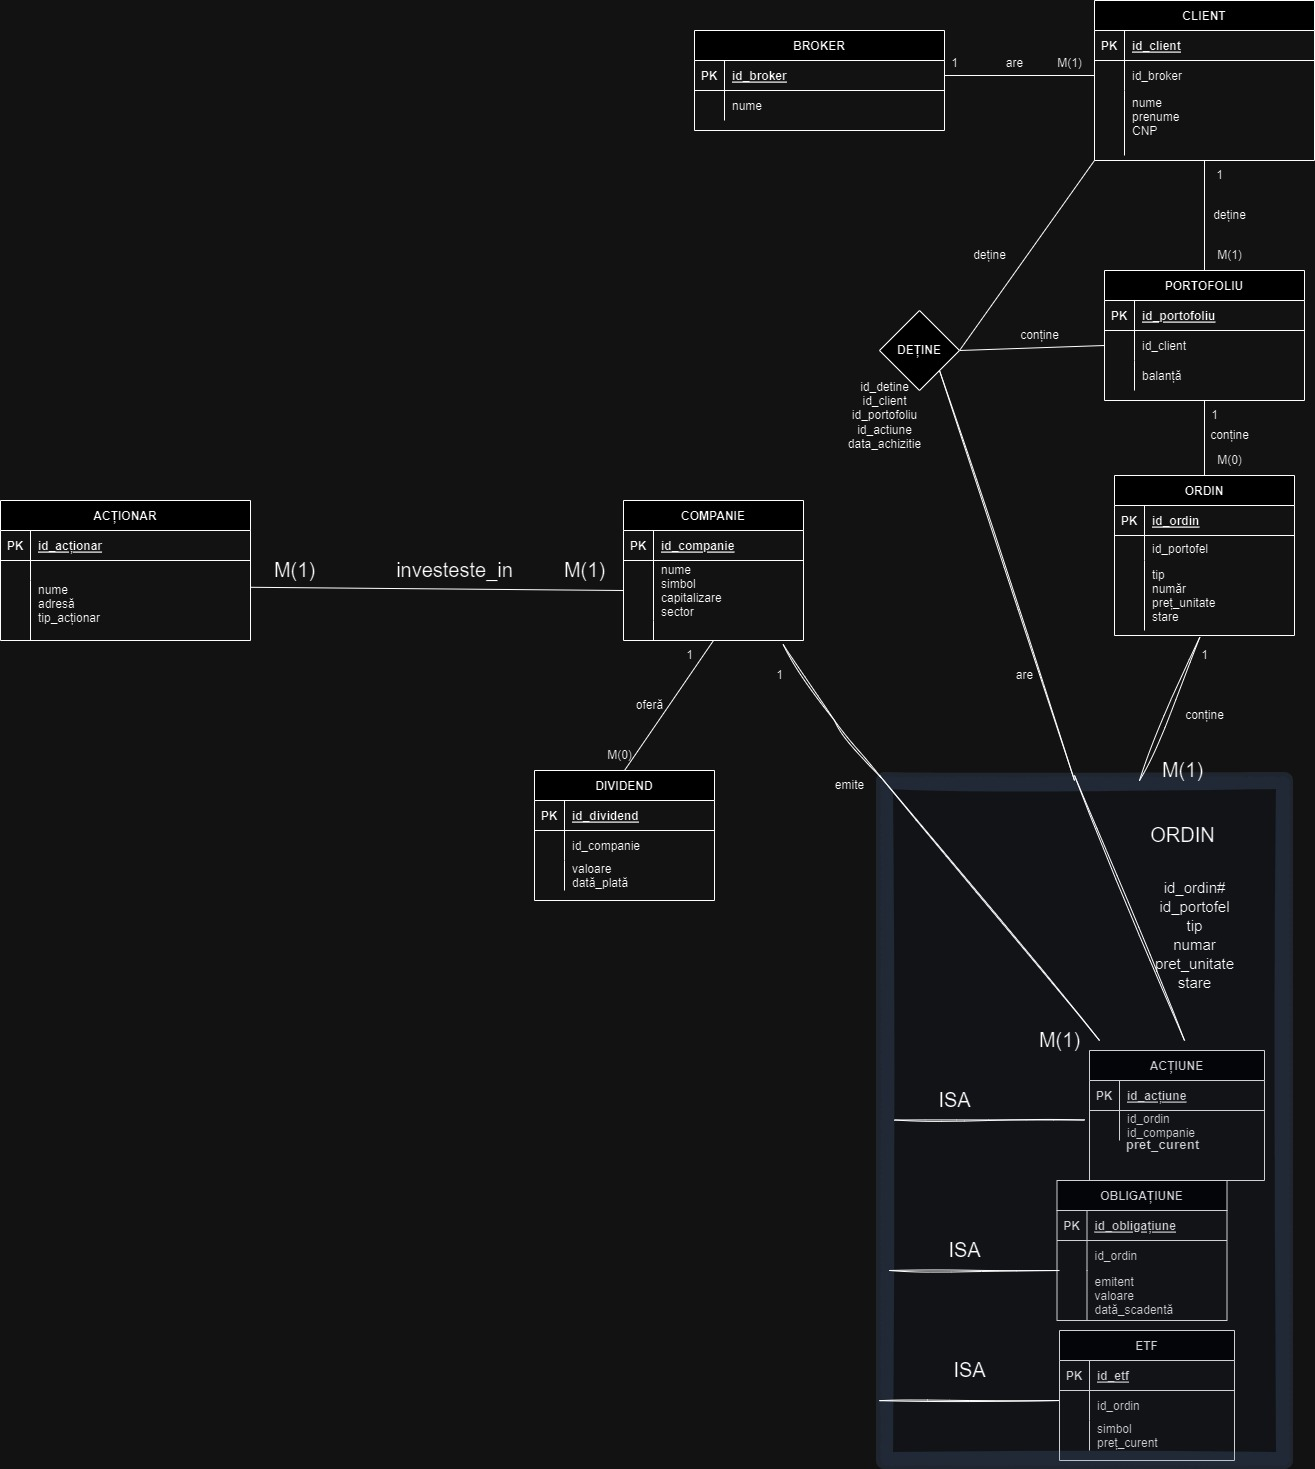 CLIENT
PK id_client
id_broker
nume
prenume
CNP
BROKER
PK id_broker
nume
1 are M(1)
1
deține
M(1)
deține
PORTOFOLIU
PK id_portofoliu
id_client
balanță
DEȚINE
conține
id_detine
id_client
id_portofoliu
id_actiune
data_achizitie
1
conține
M(0)
ORDIN
PK id_ordin
id_portofel
tip
număr
preț_unitate
stare
ACȚIONAR
PK id_acționar
nume
adresă
tip_acționar
M(1) investeste_in M(1)
COMPANIE
PK id_companie
nume
simbol
capitalizare
sector
1
oferă
M(0)
1
emite
are
1
conține
M(1)
DIVIDEND
PK id_dividend
id_companie
valoare
dată_plată
ORDIN
id_ordin#
id_portofel
tip
numar
pret_unitate
stare
M(1)
ISA
ACȚIUNE
PK id_acțiune
id_ordin
id_companie
pret_curent
ISA
OBLIGAȚIUNE
PK id_obligațiune
id_ordin
emitent
valoare
dată_scadentă
ISA
ETF
PK id_etf
id_ordin
simbol
preț_curent